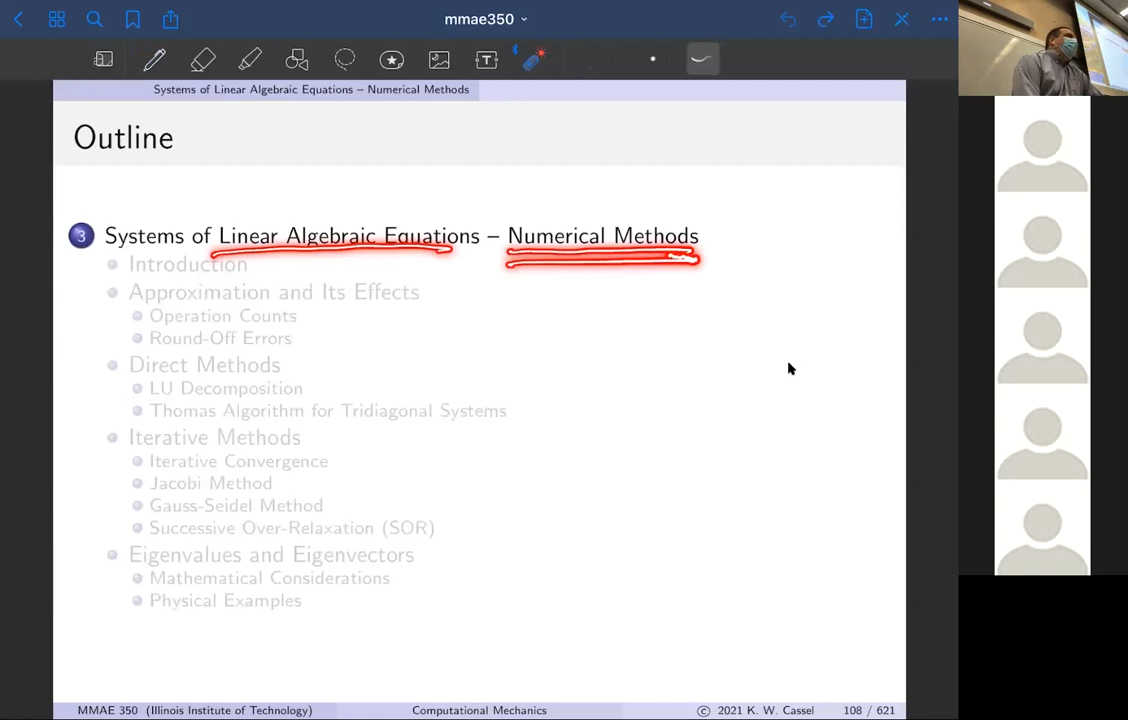 mmae350
Systems of Linear Algebraic Equations – Numerical Methods
Outline
3 Systems of Linear Algebraic Equations – Numerical Methods
Introduction
Approximation and Its Effects
Operation Counts
Round-Off Errors
Direct Methods
LU Decomposition
Thomas Algorithm for Tridiagonal Systems
Iterative Methods
Iterative Convergence
Jacobi Method
Gauss-Seidel Method
Successive Over-Relaxation (SOR)
Eigenvalues and Eigenvectors
Mathematical Considerations
Physical Examples
MMAE 350 (Illinois Institute of Technology) Computational Mechanics © 2021 K. W. Cassel 108 / 621